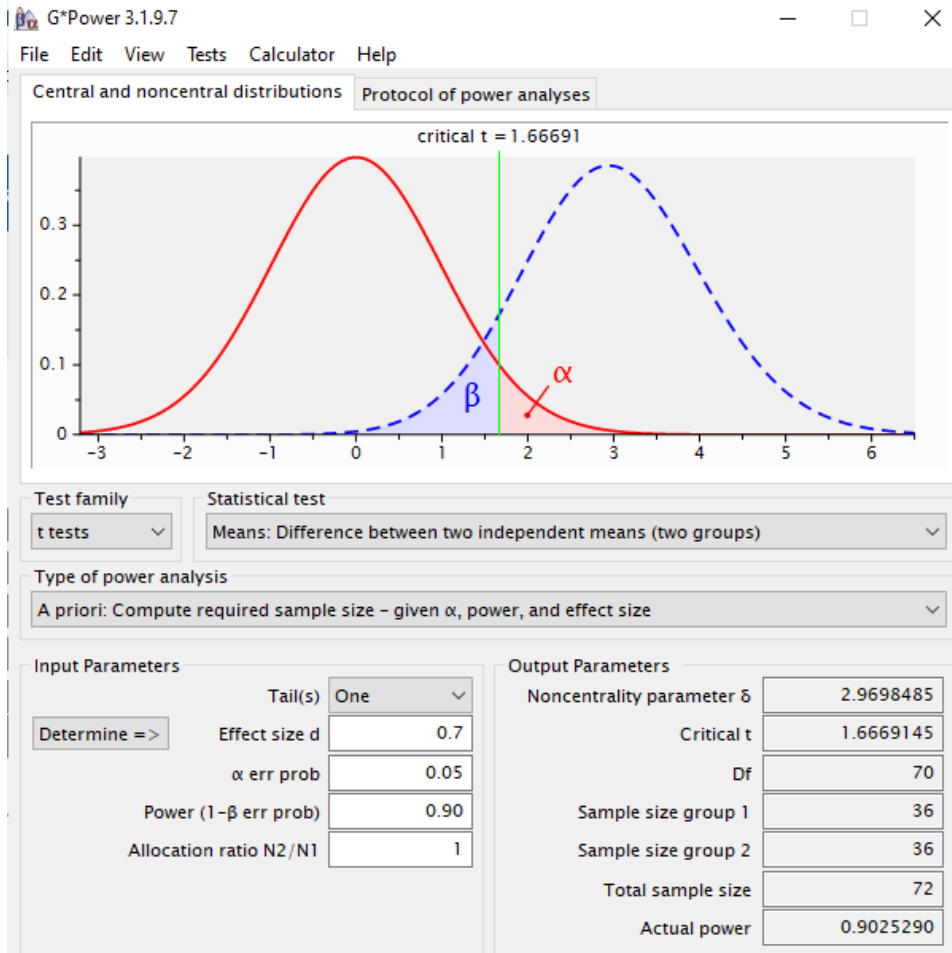 G*Power 3.1.9.7
File Edit View Tests Calculator Help
Central and noncentral distributions Protocol of power analyses
critical t = 1.66691
0.3
0.2
0.1
0
β
α
-3 -2 -1 0 1 2 3 4 5 6
Test family Statistical test
t tests Means: Difference between two independent means (two groups)
Type of power analysis
A priori: Compute required sample size - given α, power, and effect size
Input Parameters Output Parameters
Tail(s) One Noncentrality parameter δ 2.9698485
Determine => Effect size d 0.7 Critical t 1.6669145
α err prob 0.05 Df 70
Power (1-β err prob) 0.90 Sample size group 1 36
Allocation ratio N2/N1 1 Sample size group 2 36
Total sample size 72
Actual power 0.9025290